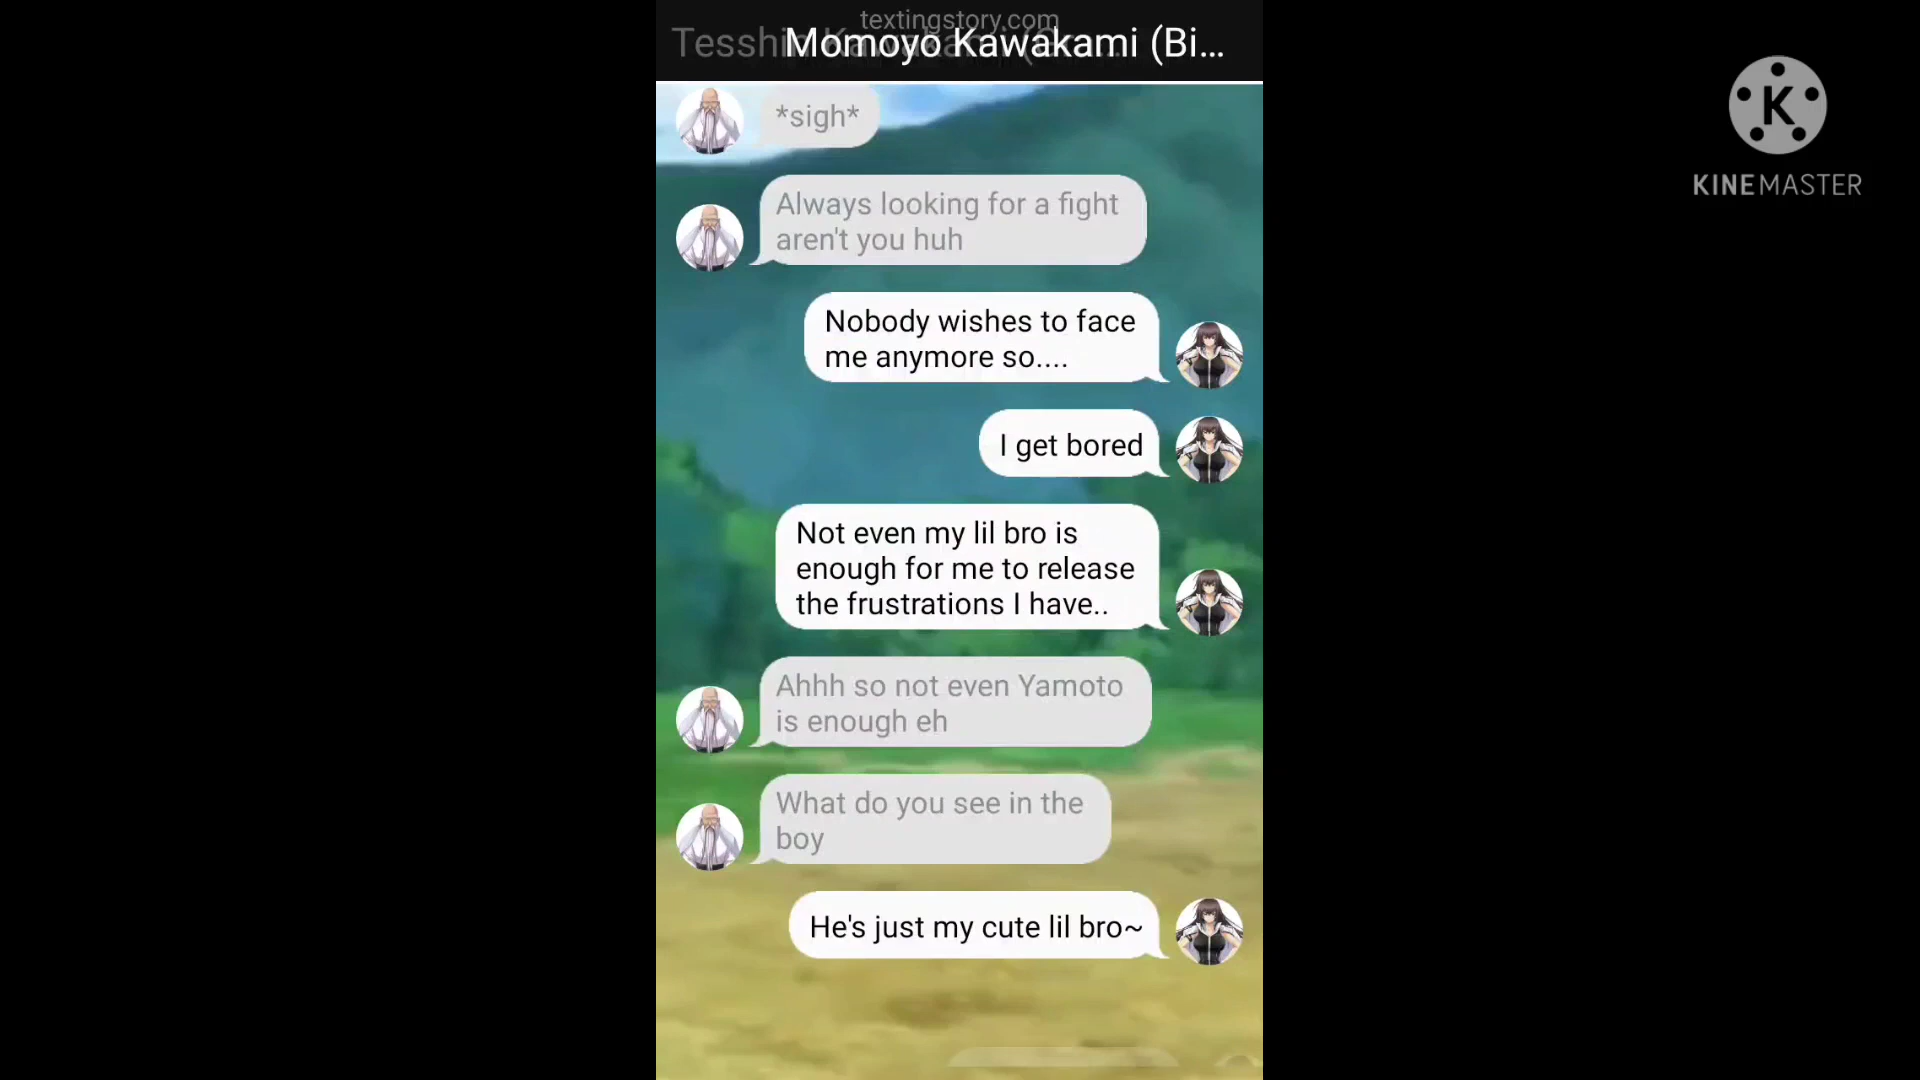 textingstory.com
Tesshin Kawakami (Gra...
Momoyo Kawakami (Bi...
*sigh*
Always looking for a fight
aren't you huh
Nobody wishes to face
me anymore so....
I get bored
Not even my lil bro is
enough for me to release
the frustrations I have..
Ahhh so not even Yamoto
is enough eh
What do you see in the
boy
He's just my cute lil bro~
K
KINEMASTER